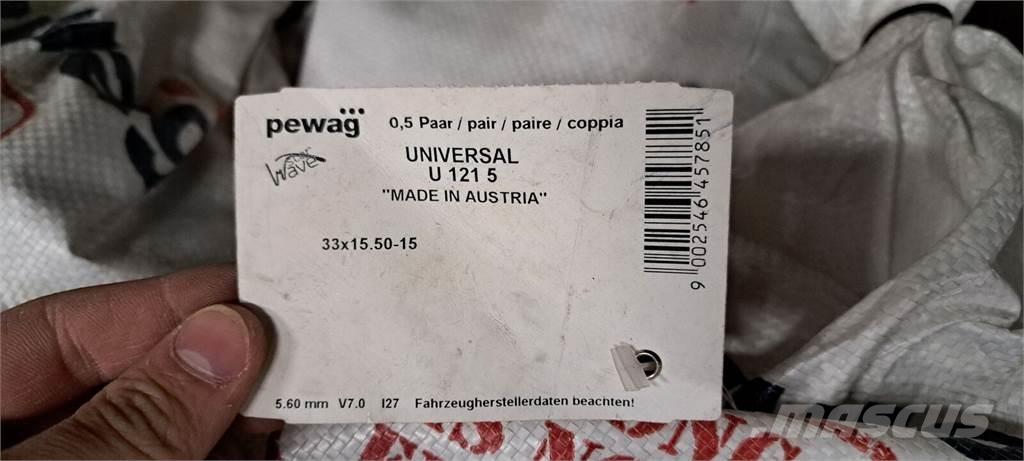 pewag
0,5 Paar / pair / paire / coppia
Wave
UNIVERSAL
U 121 5
"MADE IN AUSTRIA"
33x15.50-15
9 002546 457851
5.60 mm V7.0 I27 Fahrzeugherstellerdaten beachten!
mascus